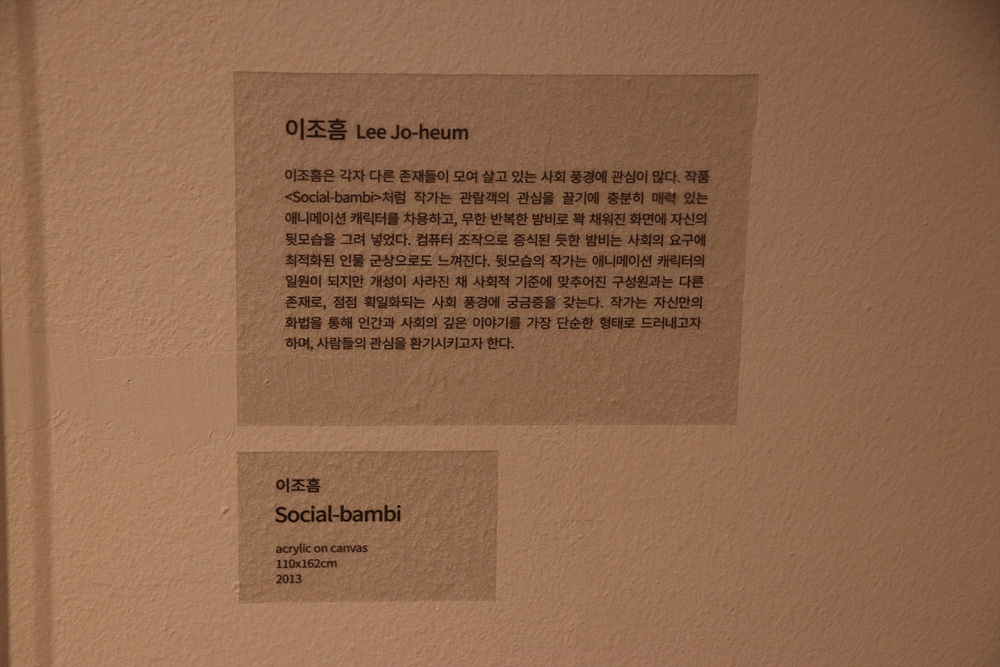 이조흠 Lee Jo-heum
이조흠은 각자 다른 존재들이 모여 살고 있는 사회 풍경에 관심이 많다. 작품
<Social-bambi>처럼 작가는 관람객의 관심을 끌기에 충분히 매력 있는
애니메이션 캐릭터를 차용하고, 무한 반복한 밤비로 꽉 채워진 화면에 자신의
뒷모습을 그려 넣었다. 컴퓨터 조작으로 증식된 듯한 밤비는 사회의 요구에
최적화된 인물 군상으로도 느껴진다. 뒷모습의 작가는 애니메이션 캐릭터의
일원이 되지만 개성이 사라진 채 사회적 기준에 맞추어진 구성원과는 다른
존재로, 점점 획일화되는 사회 풍경에 궁금증을 갖는다. 작가는 자신만의
화법을 통해 인간과 사회의 깊은 이야기를 가장 단순한 형태로 드러내고자
하며, 사람들의 관심을 환기시키고자 한다.
이조흠
Social-bambi
acrylic on canvas
110x162cm
2013